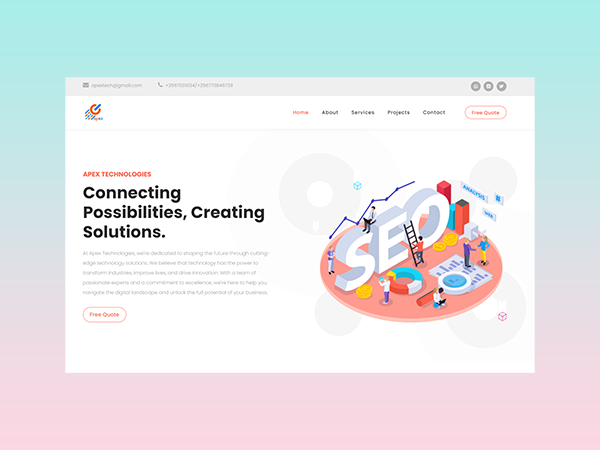 apextech@gmail.com
Apex
Home About Services Projects Contact Free Quote
APEX TECHNOLOGIES
Connecting
Possibilities, Creating
Solutions.
At Apex Technologies, we're dedicated to shaping the future through cutting-
edge technology solutions. We believe that technology has the power to
transform industries, improve lives, and drive innovation. With a team of
passionate experts and a commitment to excellence, we're here to help you
navigate the digital landscape and unlock the full potential of your business.
Free Quote
SEO
ANALYSIS
WEB